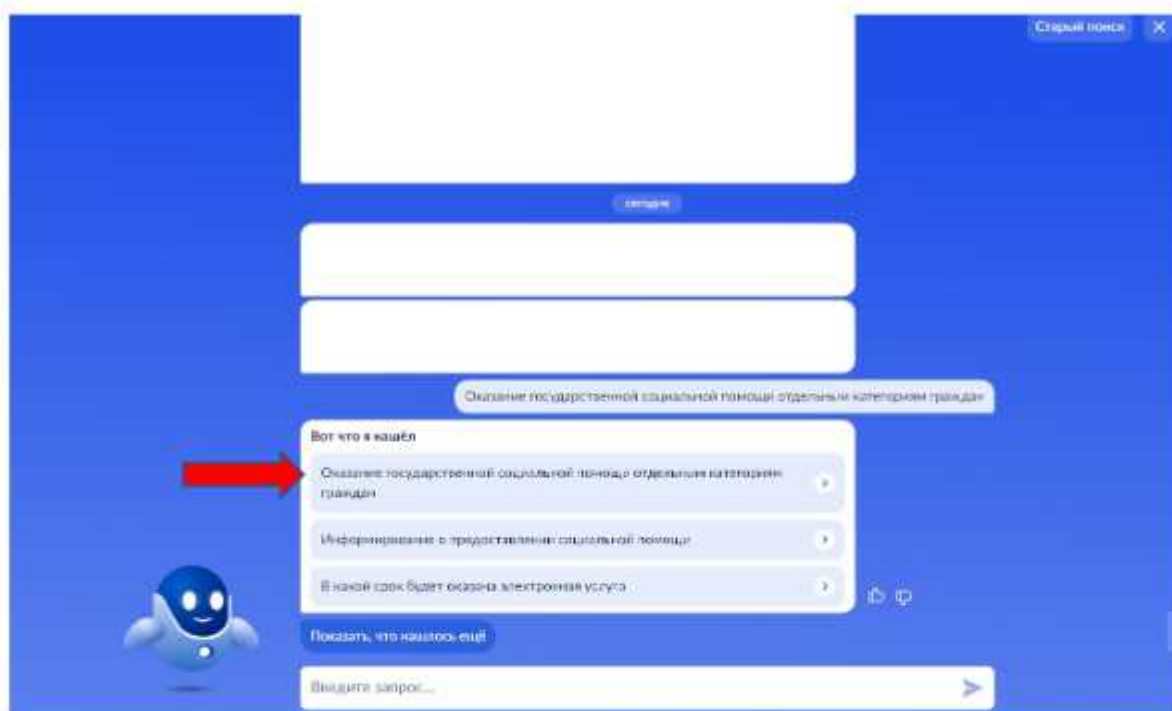 Старый поиск
сегодня
Оказание государственной социальной помощи отдельным категориям граждан
Вот что я нашёл
Оказание государственной социальной помощи отдельным категориям
граждан
Информирование о предоставлении социальной помощи
В какой срок будет оказана электронная услуга
Показать, что нашлось ещё
Введите запрос...